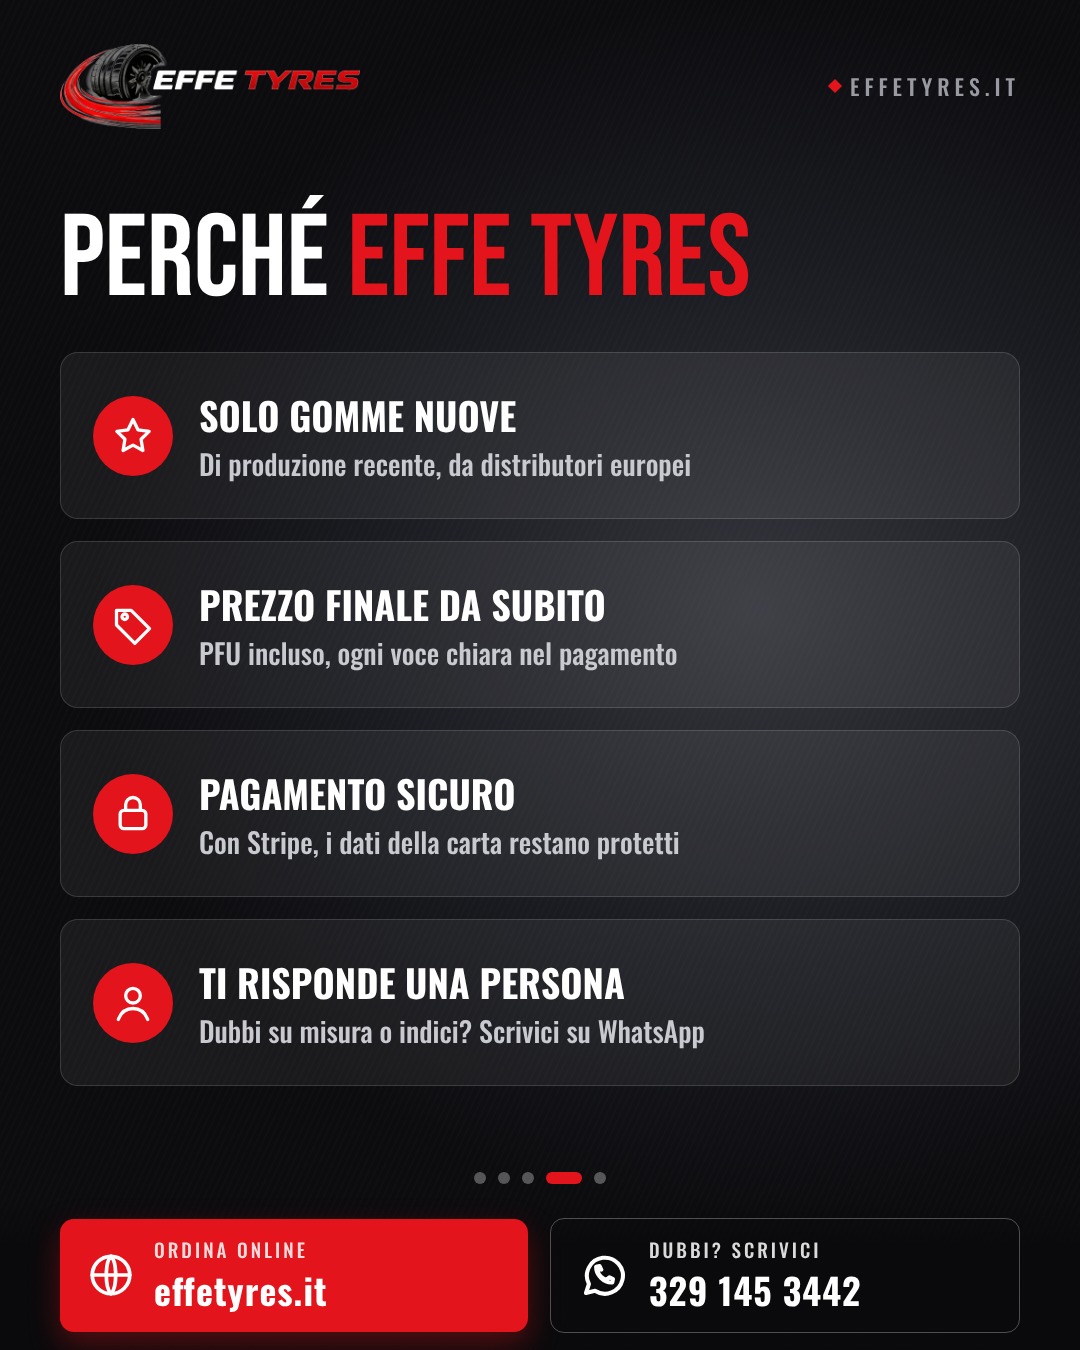 EFFE TYRES
EFFETYRES.IT
PERCHÉ EFFE TYRES
SOLO GOMME NUOVE
Di produzione recente, da distributori europei
PREZZO FINALE DA SUBITO
PFU incluso, ogni voce chiara nel pagamento
PAGAMENTO SICURO
Con Stripe, i dati della carta restano protetti
TI RISPONDE UNA PERSONA
Dubbi su misura o indici? Scrivici su WhatsApp
ORDINA ONLINE
effetyres.it
DUBBI? SCRIVICI
329 145 3442